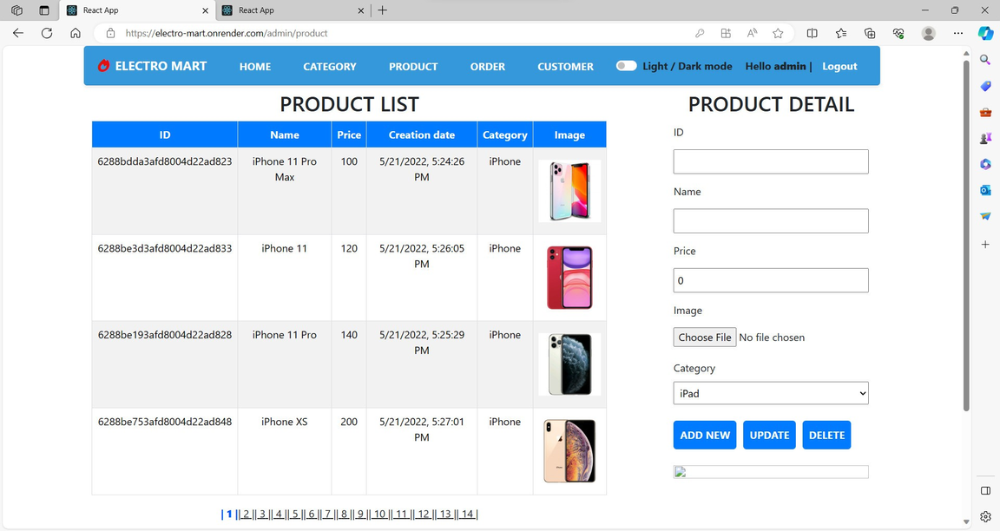 React App
React App
https://electro-mart.onrender.com/admin/product
ELECTRO MART HOME CATEGORY PRODUCT ORDER CUSTOMER Light / Dark mode Hello admin | Logout
PRODUCT LIST
ID Name Price Creation date Category Image
6288bdda3afd8004d22ad823 iPhone 11 Pro 100 5/21/2022, 5:24:26 iPhone
Max PM
6288be3d3afd8004d22ad833 iPhone 11 120 5/21/2022, 5:26:05 iPhone
PM
6288be193afd8004d22ad828 iPhone 11 Pro 140 5/21/2022, 5:25:29 iPhone
PM
6288be753afd8004d22ad848 iPhone XS 200 5/21/2022, 5:27:01 iPhone
PM
| 1 || 2 || 3 || 4 || 5 || 6 || 7 || 8 || 9 || 10 || 11 || 12 || 13 || 14 |
PRODUCT DETAIL
ID
Name
Price
0
Image
Choose File No file chosen
Category
iPad
ADD NEW UPDATE DELETE